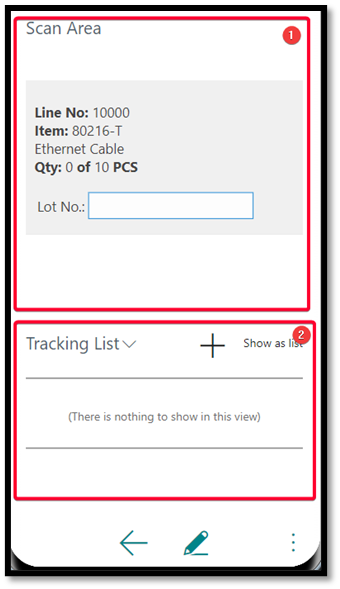 Scan Area
1
Line No: 10000
Item: 80216-T
Ethernet Cable
Qty: 0 of 10 PCS
Lot No.:
2
Tracking List
Show as list
(There is nothing to show in this view)